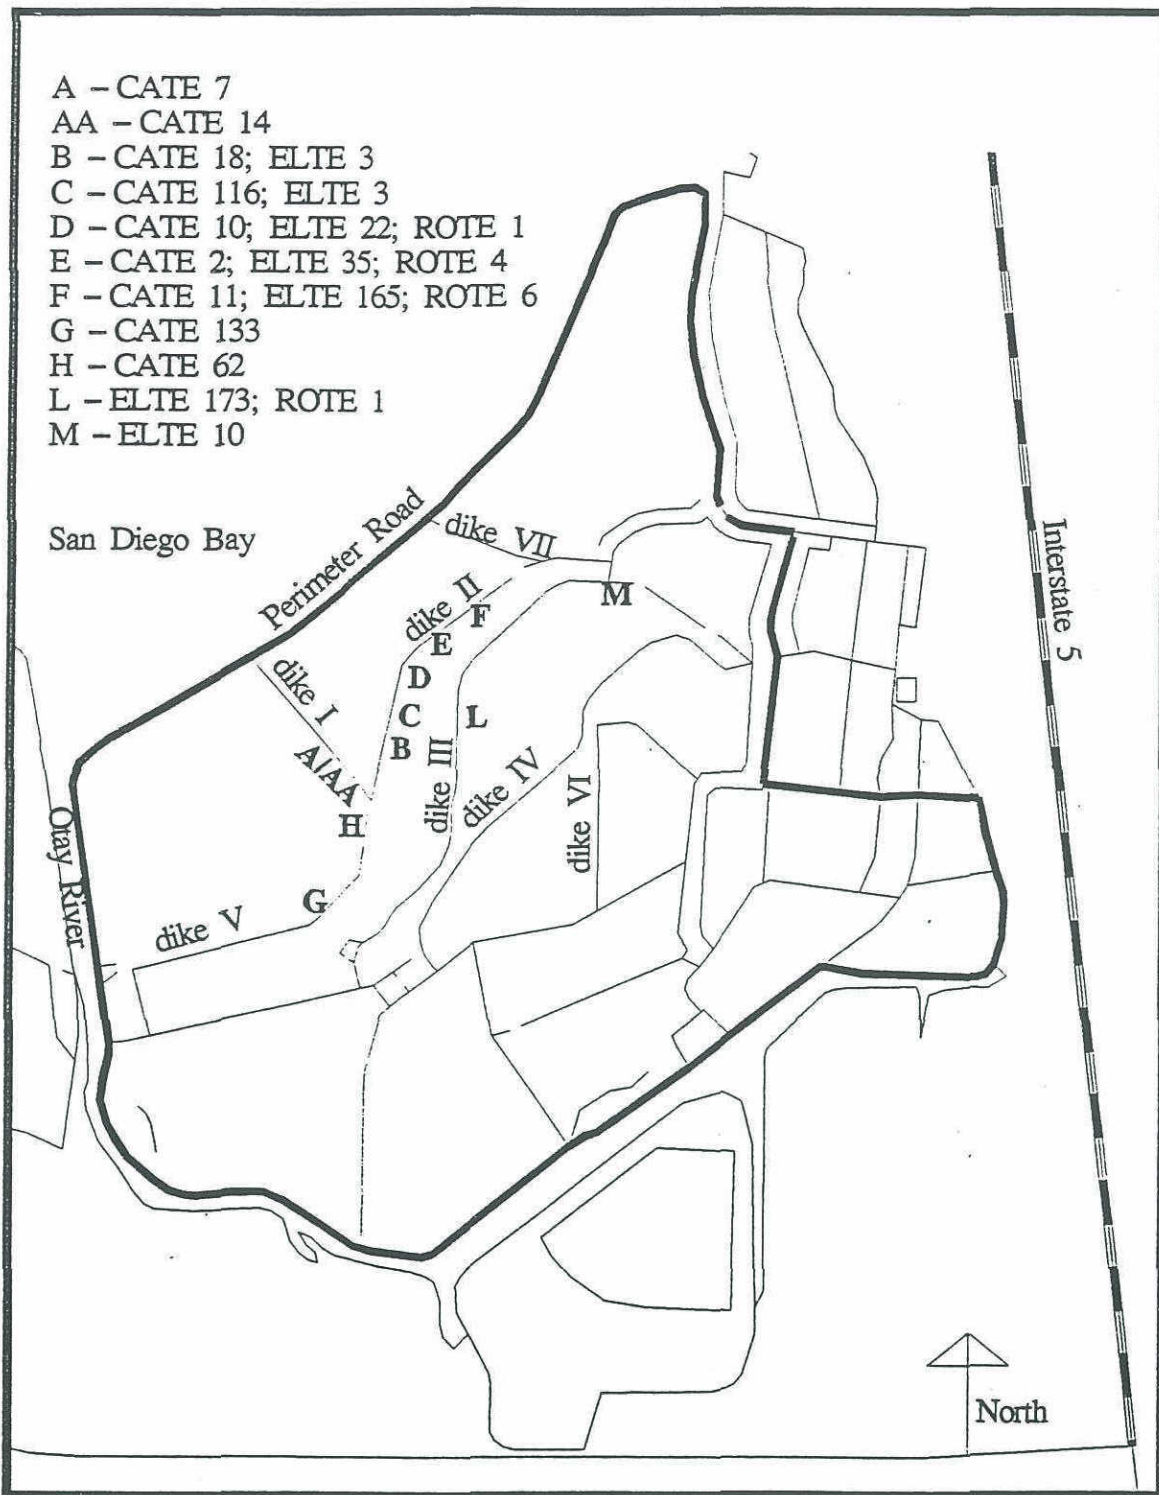 A – CATE 7
AA – CATE 14
B – CATE 18; ELTE 3
C – CATE 116; ELTE 3
D – CATE 10; ELTE 22; ROTE 1
E – CATE 2; ELTE 35; ROTE 4
F – CATE 11; ELTE 165; ROTE 6
G – CATE 133
H – CATE 62
L – ELTE 173; ROTE 1
M – ELTE 10
San Diego Bay
Perimeter Road
dike VII
Interstate 5
dike II
M
F
E
dike I
D
C
L
B
A/AA
dike III
dike IV
dike VI
H
Otay River
G
dike V
North